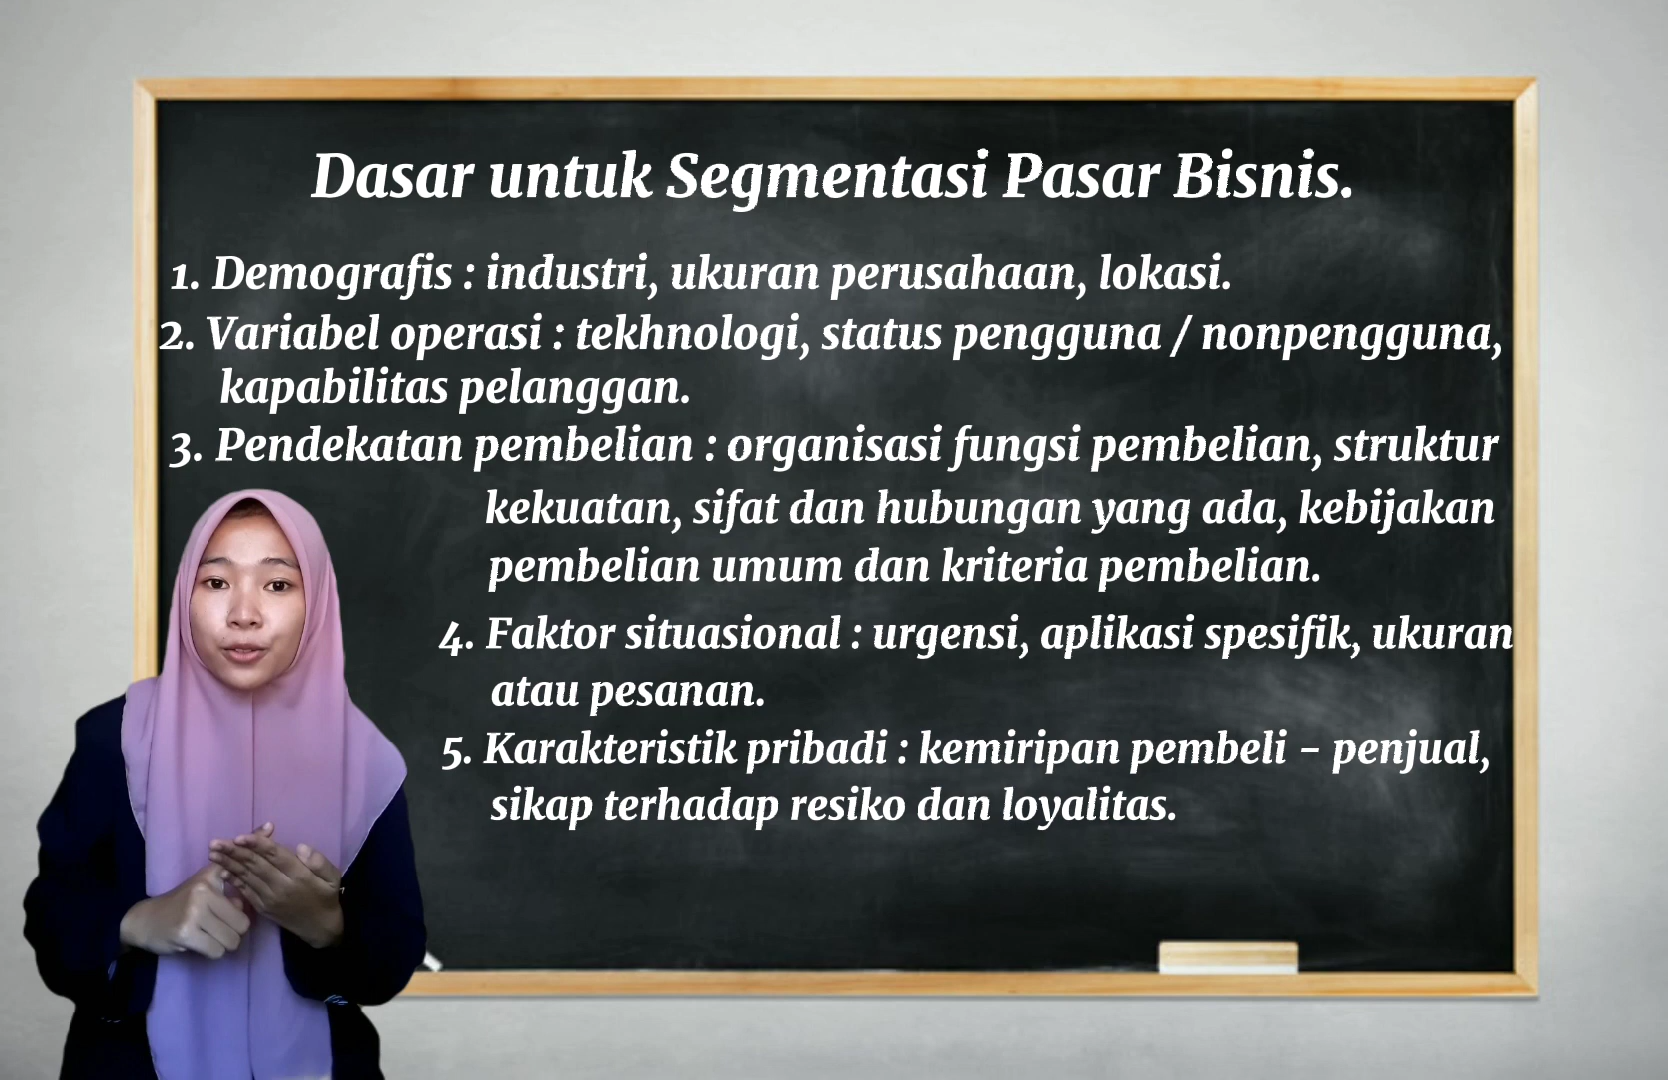 Dasar untuk Segmentasi Pasar Bisnis.
1. Demografis : industri, ukuran perusahaan, lokasi.
2. Variabel operasi : tekhnologi, status pengguna / nonpengguna,
kapabilitas pelanggan.
3. Pendekatan pembelian : organisasi fungsi pembelian, struktur
kekuatan, sifat dan hubungan yang ada, kebijakan
pembelian umum dan kriteria pembelian.
4. Faktor situasional : urgensi, aplikasi spesifik, ukuran
atau pesanan.
5. Karakteristik pribadi : kemiripan pembeli - penjual,
sikap terhadap resiko dan loyalitas.